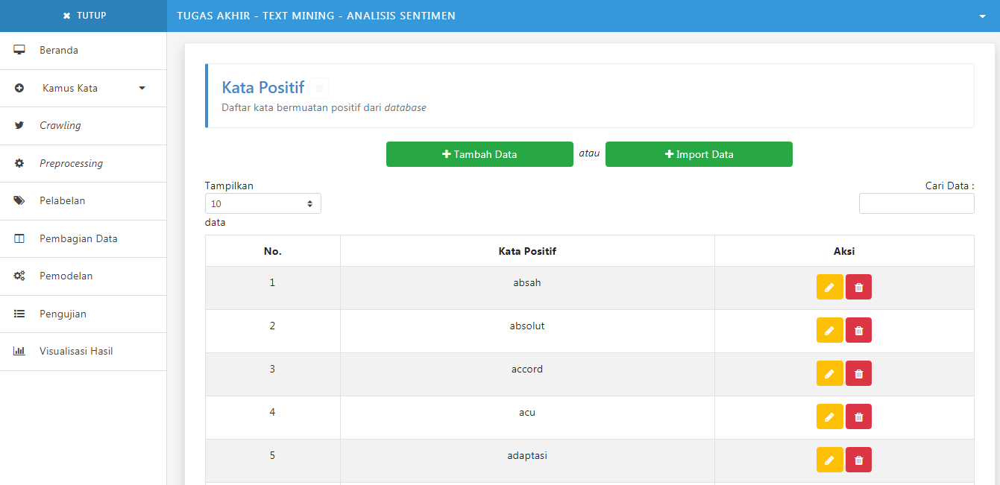 ✖ TUTUP
TUGAS AKHIR - TEXT MINING - ANALISIS SENTIMEN
Beranda
Kamus Kata
Crawling
Preprocessing
Pelabelan
Pembagian Data
Pemodelan
Pengujian
Visualisasi Hasil
Kata Positif
Daftar kata bermuatan positif dari database
+ Tambah Data atau + Import Data
Tampilkan
10
data
Cari Data :
No. Kata Positif Aksi
1 absah
2 absolut
3 accord
4 acu
5 adaptasi